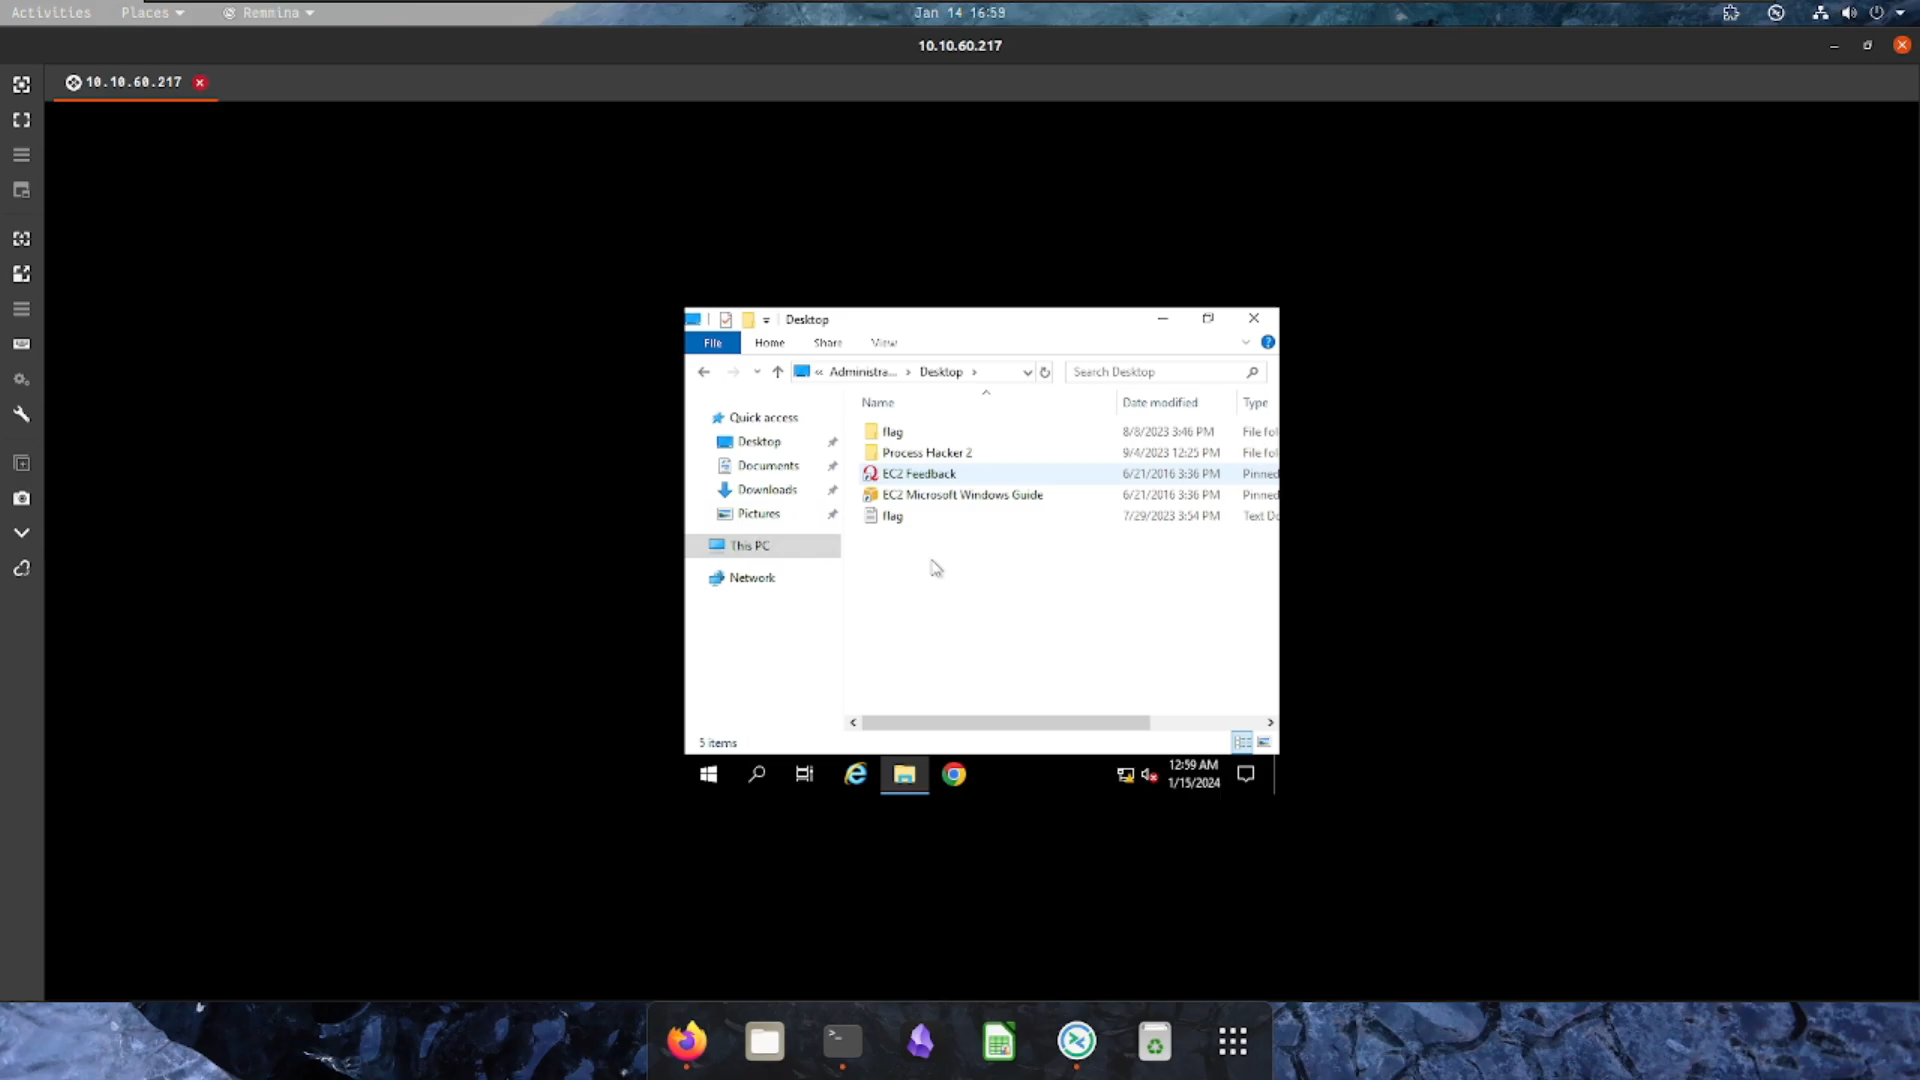 Activities Places Remmina Jan 14 16:59
10.10.60.217
10.10.60.217
Desktop
File Home Share View
« Administra... › Desktop › Search Desktop
Name Date modified Type
Quick access
Desktop
Documents
Downloads
Pictures
This PC
Network
flag 8/8/2023 3:46 PM File fol
Process Hacker 2 9/4/2023 12:25 PM File fol
EC2 Feedback 6/21/2016 3:36 PM Pinned
EC2 Microsoft Windows Guide 6/21/2016 3:36 PM Pinned
flag 7/29/2023 3:54 PM Text Do
5 items
12:59 AM
1/15/2024